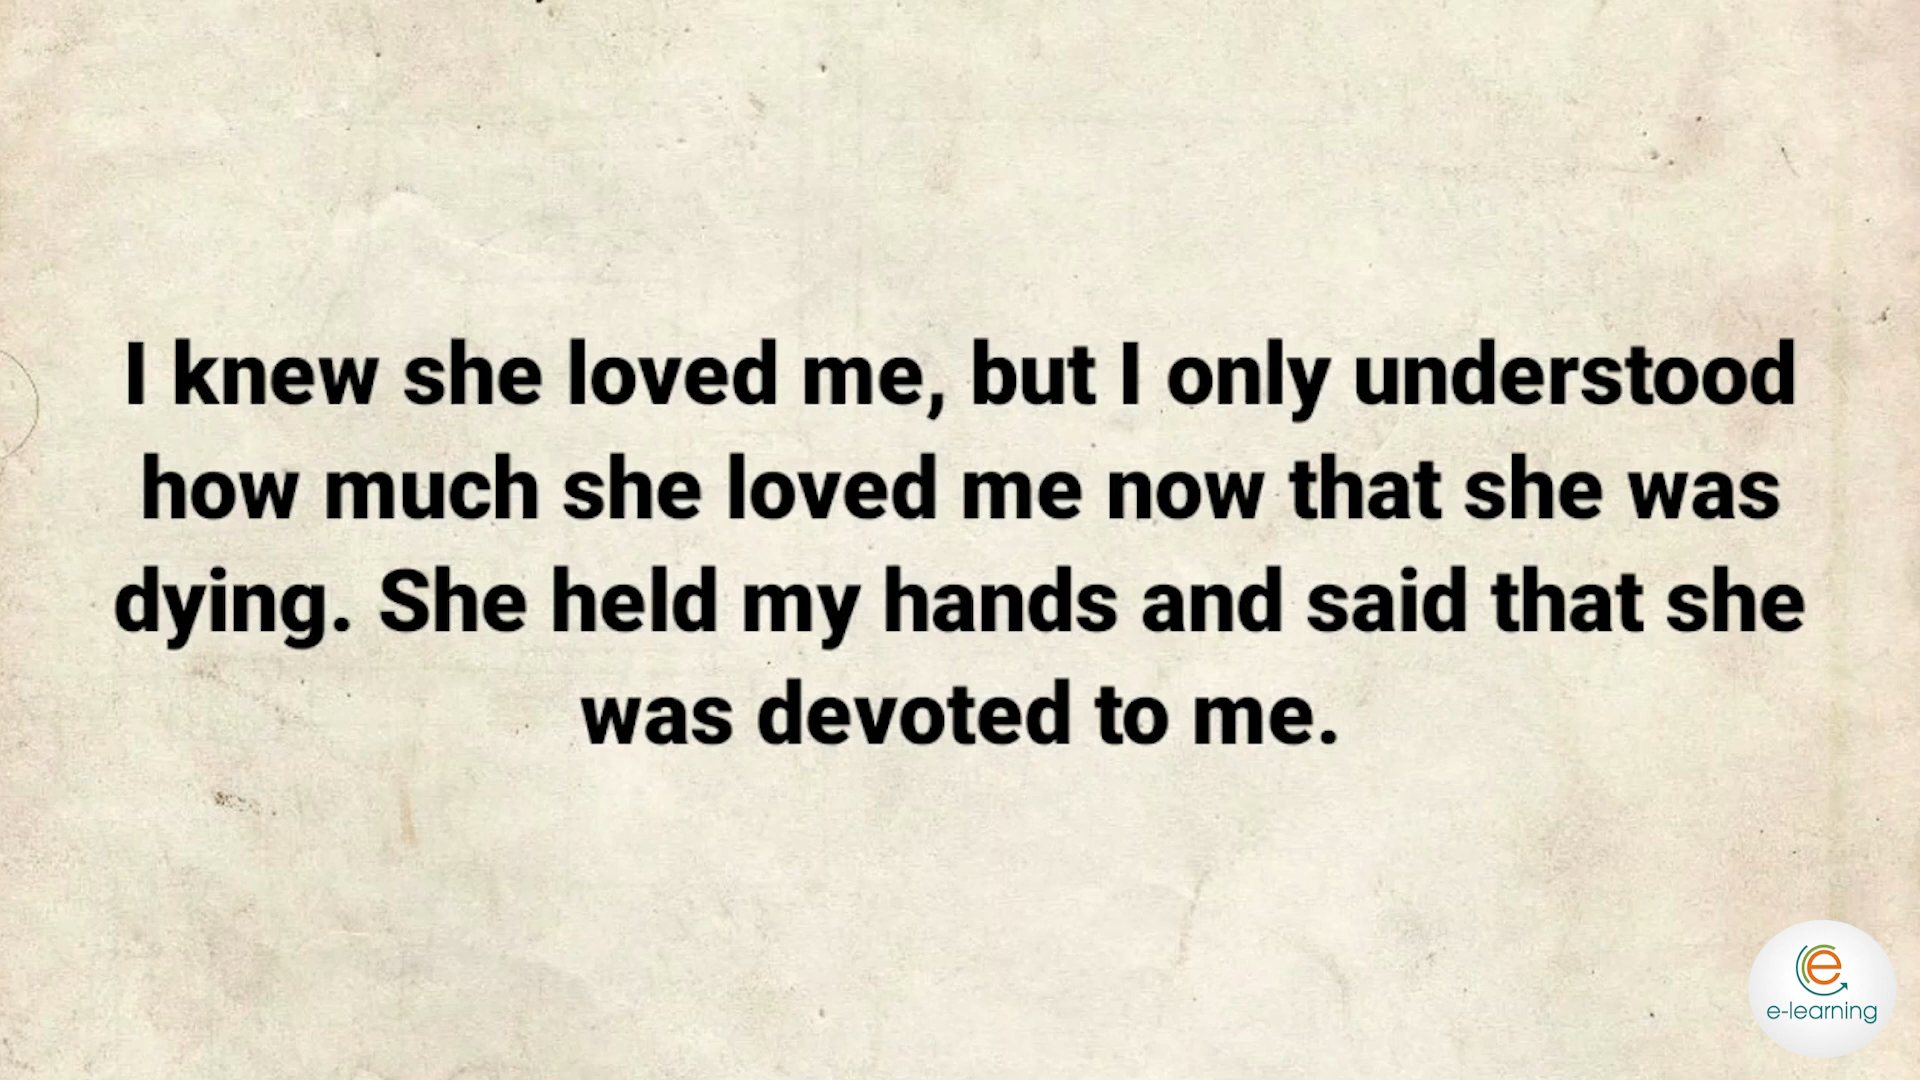 I knew she loved me, but I only understood
how much she loved me now that she was
dying. She held my hands and said that she
was devoted to me.
e
e-learning